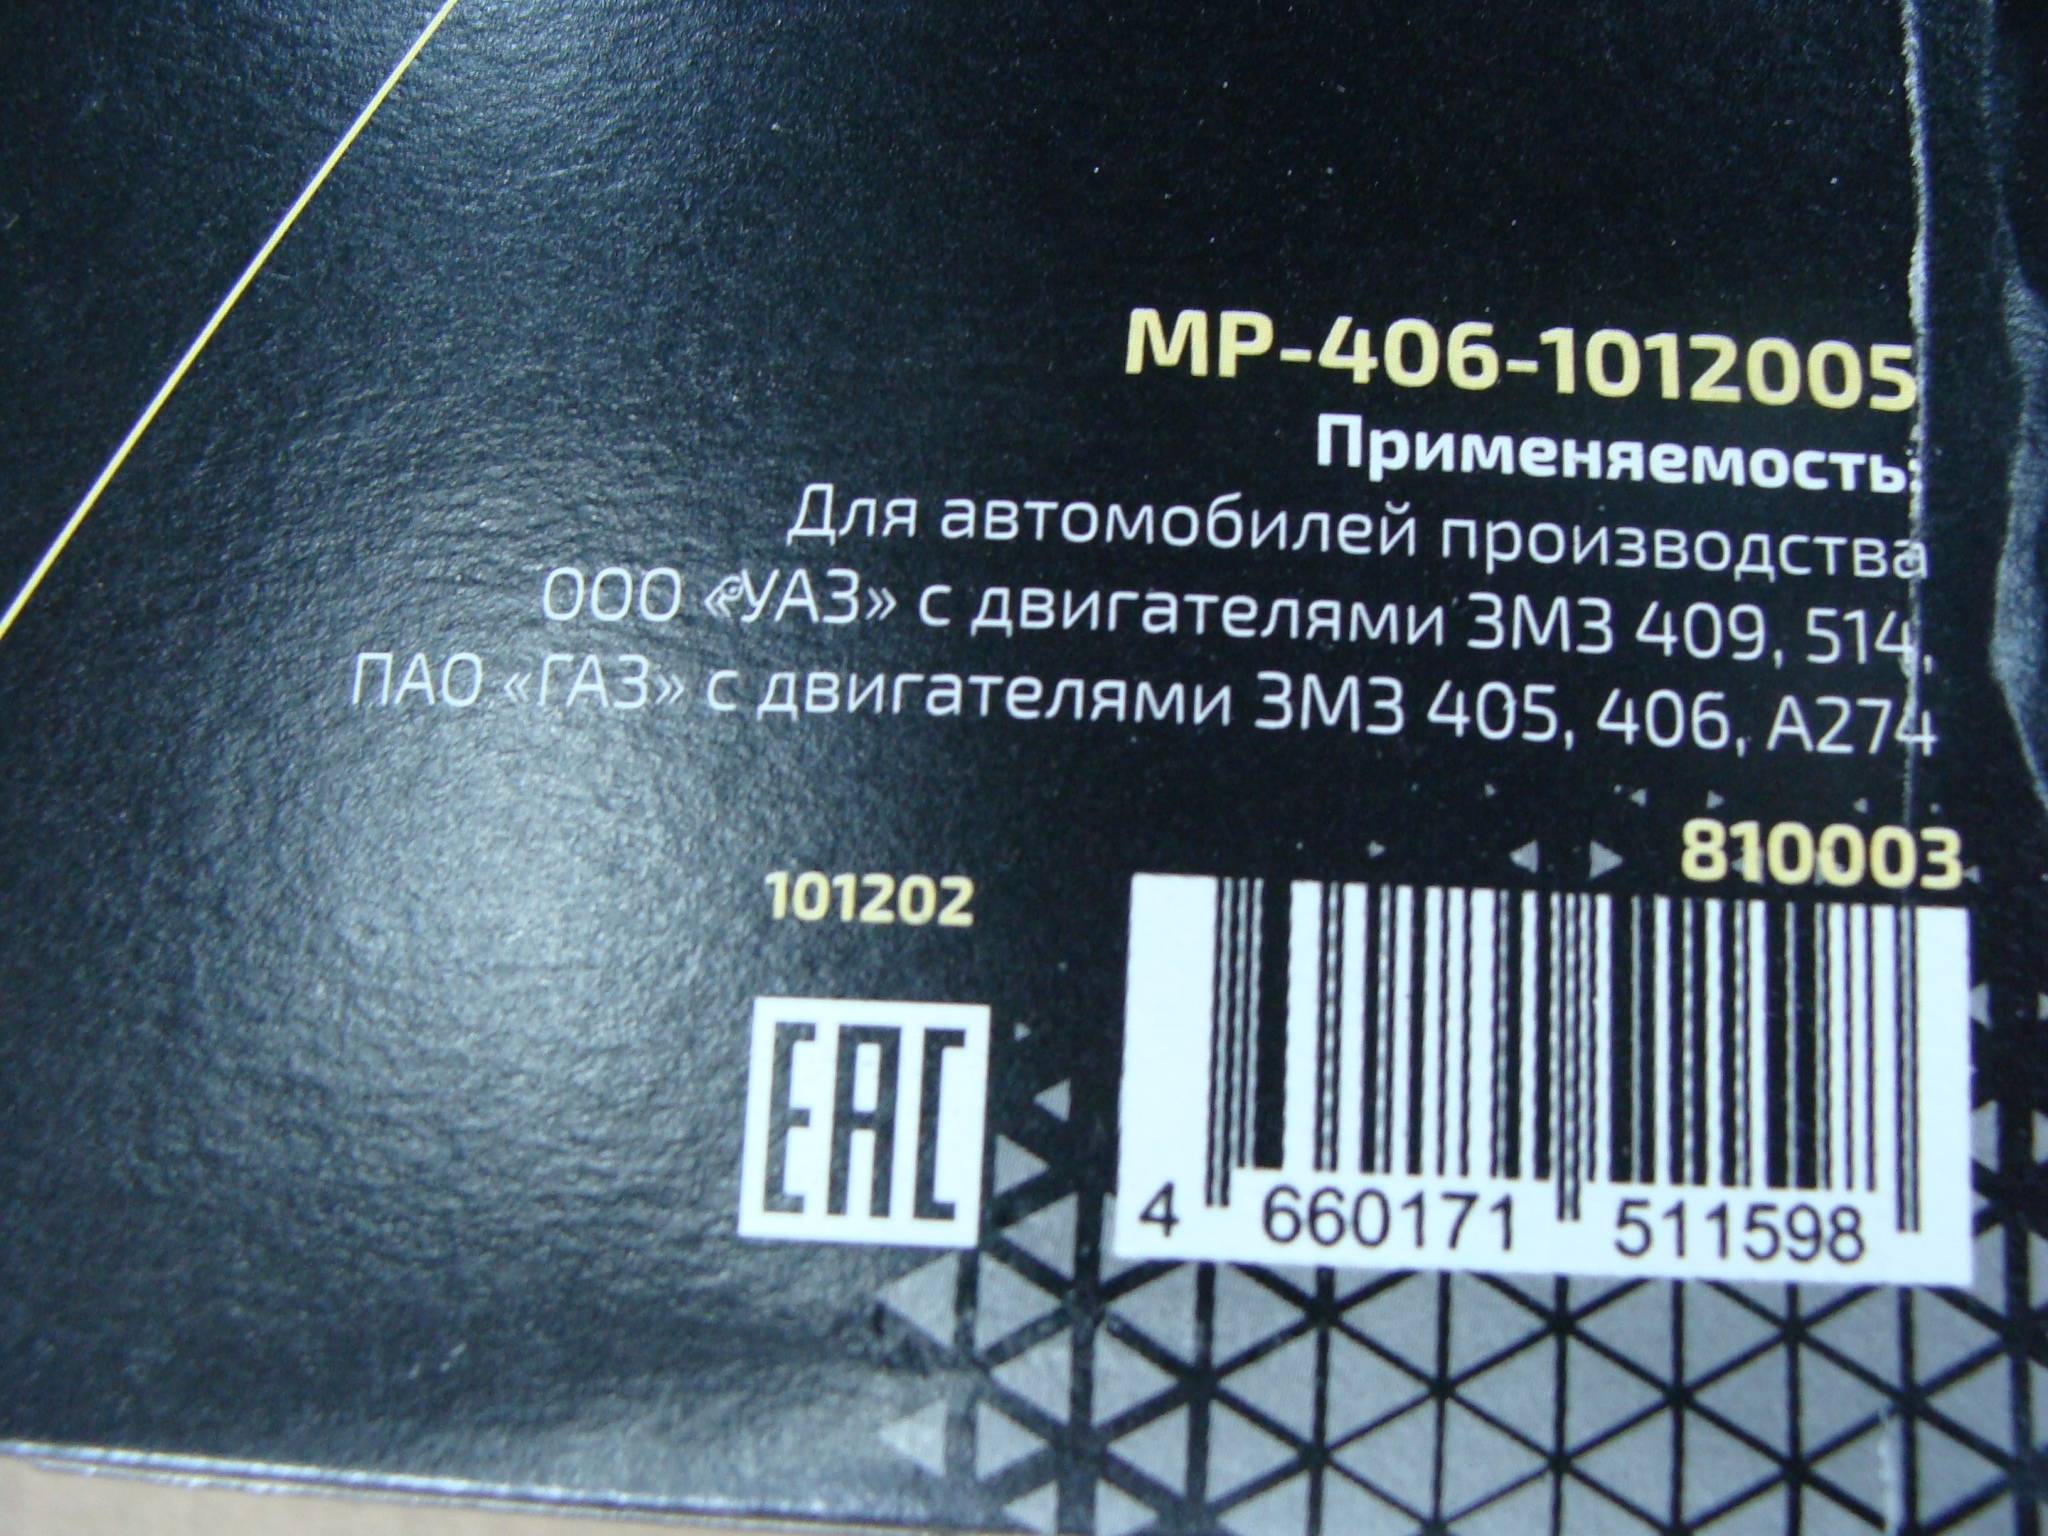 МР-406-1012005
Применяемость:
Для автомобилей производства
ООО «УАЗ» с двигателями ЗМЗ 409, 514,
ПАО «ГАЗ» с двигателями ЗМЗ 405, 406, А274
810003
101202
EAC
4 660171 511598